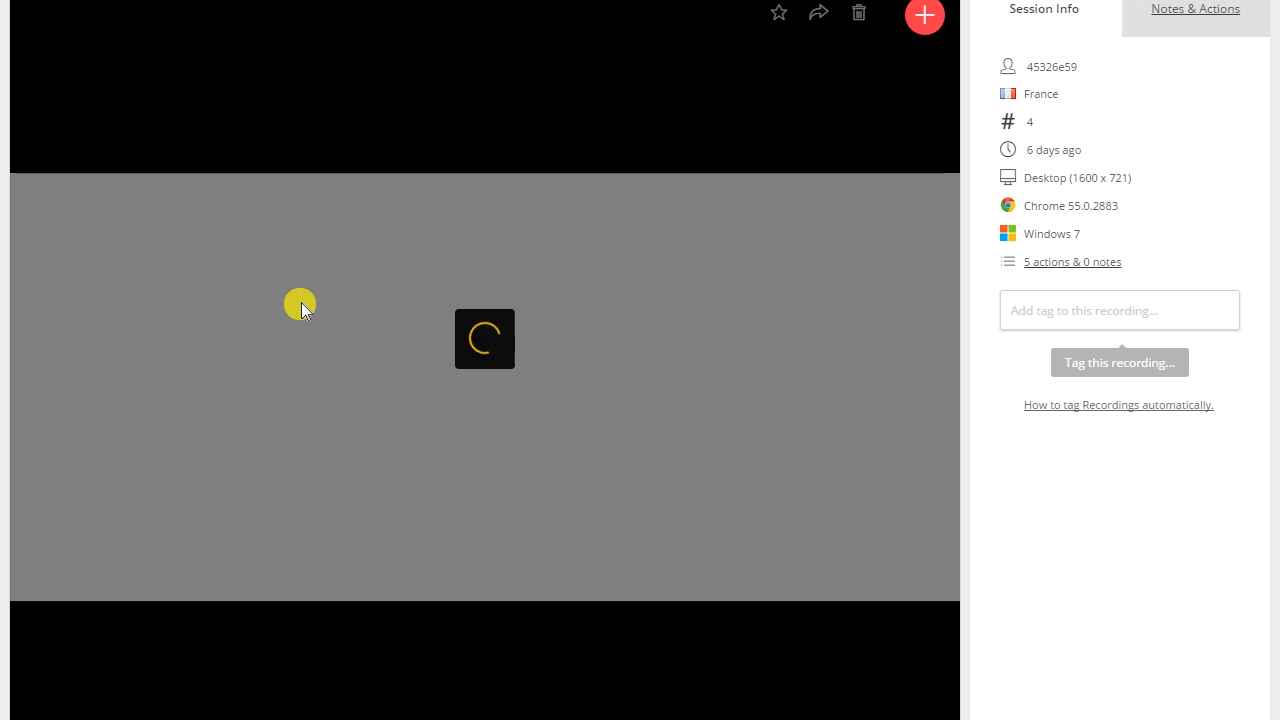 Session Info
Notes & Actions
45326e59
France
# 4
6 days ago
Desktop (1600 x 721)
Chrome 55.0.2883
Windows 7
5 actions & 0 notes
Add tag to this recording...
Tag this recording...
How to tag Recordings automatically.